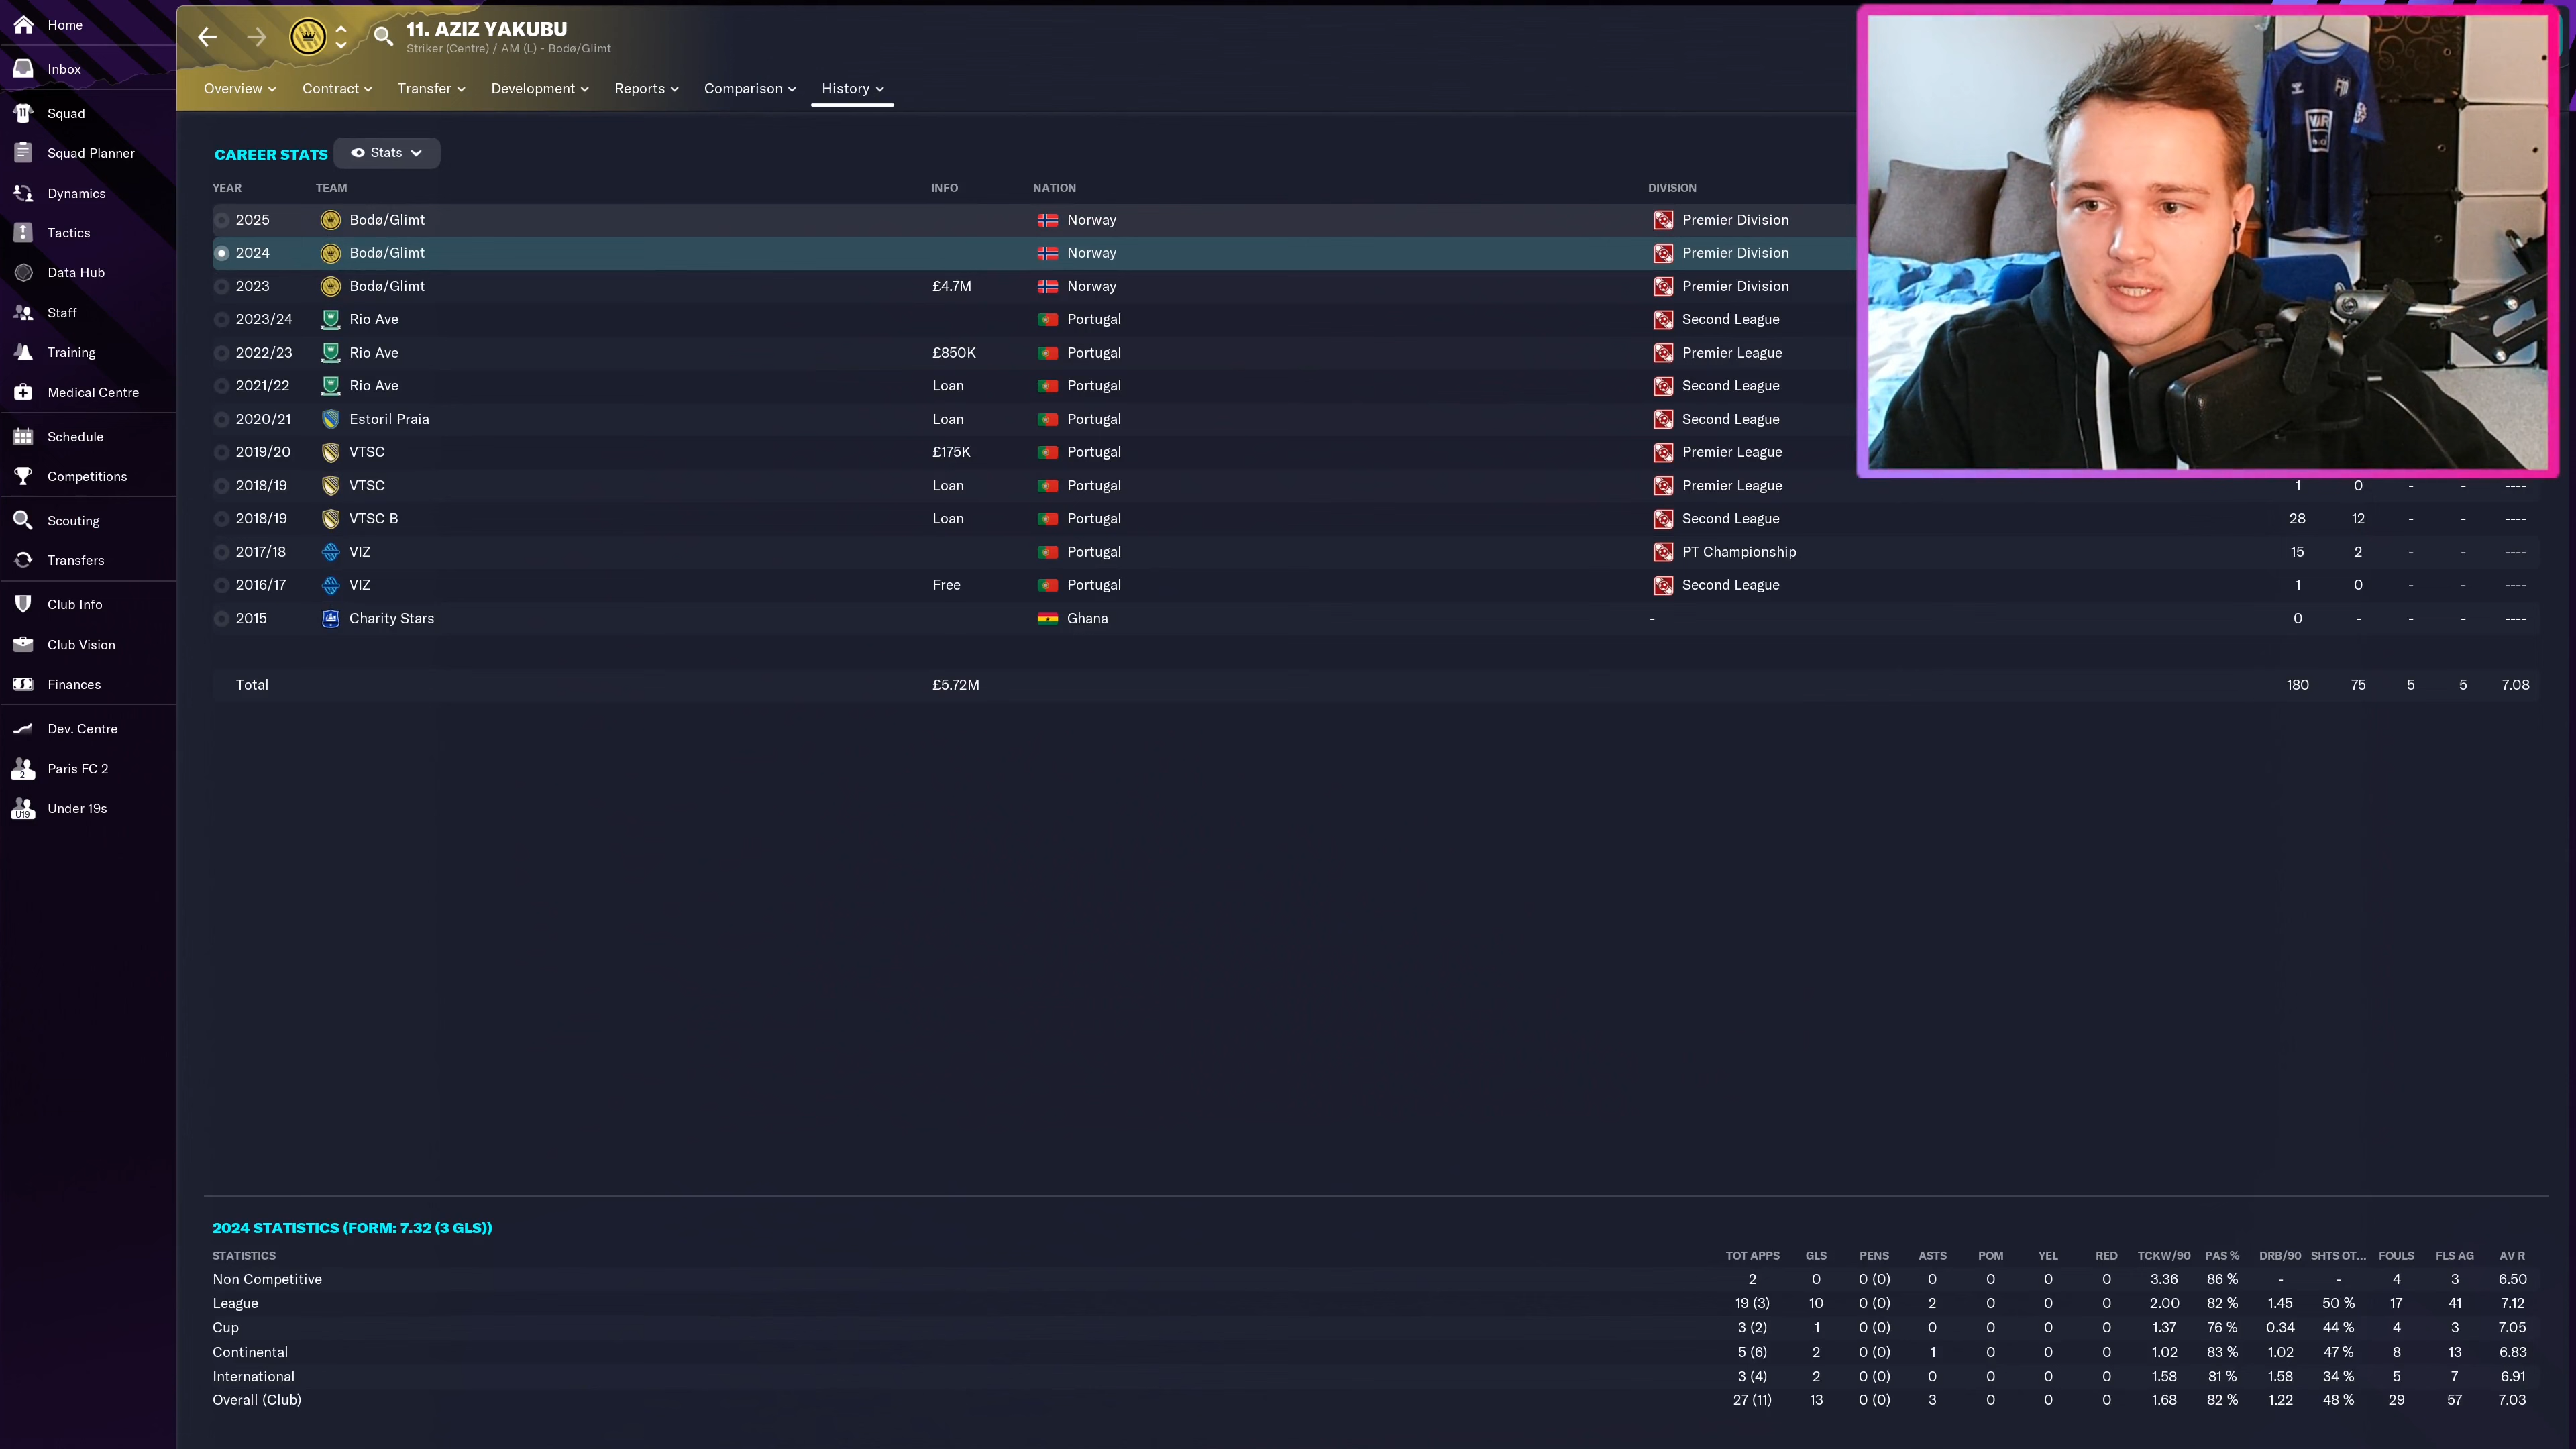 Home
Inbox
Squad
Squad Planner
Dynamics
Tactics
Data Hub
Staff
Training
Medical Centre
Schedule
Competitions
Scouting
Transfers
Club Info
Club Vision
Finances
Dev. Centre
Paris FC 2
Under 19s
11. AZIZ YAKUBU
Striker (Centre) / AM (L) - Bodø/Glimt
Overview Contract Transfer Development Reports Comparison History
CAREER STATS Stats
YEAR TEAM INFO NATION DIVISION
2025 Bodø/Glimt Norway Premier Division
2024 Bodø/Glimt Norway Premier Division
2023 Bodø/Glimt £4.7M Norway Premier Division
2023/24 Rio Ave Portugal Second League
2022/23 Rio Ave £850K Portugal Premier League
2021/22 Rio Ave Loan Portugal Second League
2020/21 Estoril Praia Loan Portugal Second League
2019/20 VTSC £175K Portugal Premier League
2018/19 VTSC Loan Portugal Premier League 1 0 - - ----
2018/19 VTSC B Loan Portugal Second League 28 12 - - ----
2017/18 VIZ Portugal PT Championship 15 2 - - ----
2016/17 VIZ Free Portugal Second League 1 0 - - ----
2015 Charity Stars Ghana - 0 - - - ----
Total £5.72M 180 75 5 5 7.08
2024 STATISTICS (FORM: 7.32 (3 GLS))
STATISTICS TOT APPS GLS PENS ASTS POM YEL RED TCKW/90 PAS % DRB/90 SHTS OT... FOULS FLS AG AV R
Non Competitive 2 0 0 (0) 0 0 0 0 3.36 86 % - - 4 3 6.50
League 19 (3) 10 0 (0) 2 0 0 0 2.00 82 % 1.45 50 % 17 41 7.12
Cup 3 (2) 1 0 (0) 0 0 0 0 1.37 76 % 0.34 44 % 4 3 7.05
Continental 5 (6) 2 0 (0) 1 0 0 0 1.02 83 % 1.02 47 % 8 13 6.83
International 3 (4) 2 0 (0) 0 0 0 0 1.58 81 % 1.58 34 % 5 7 6.91
Overall (Club) 27 (11) 13 0 (0) 3 0 0 0 1.68 82 % 1.22 48 % 29 57 7.03